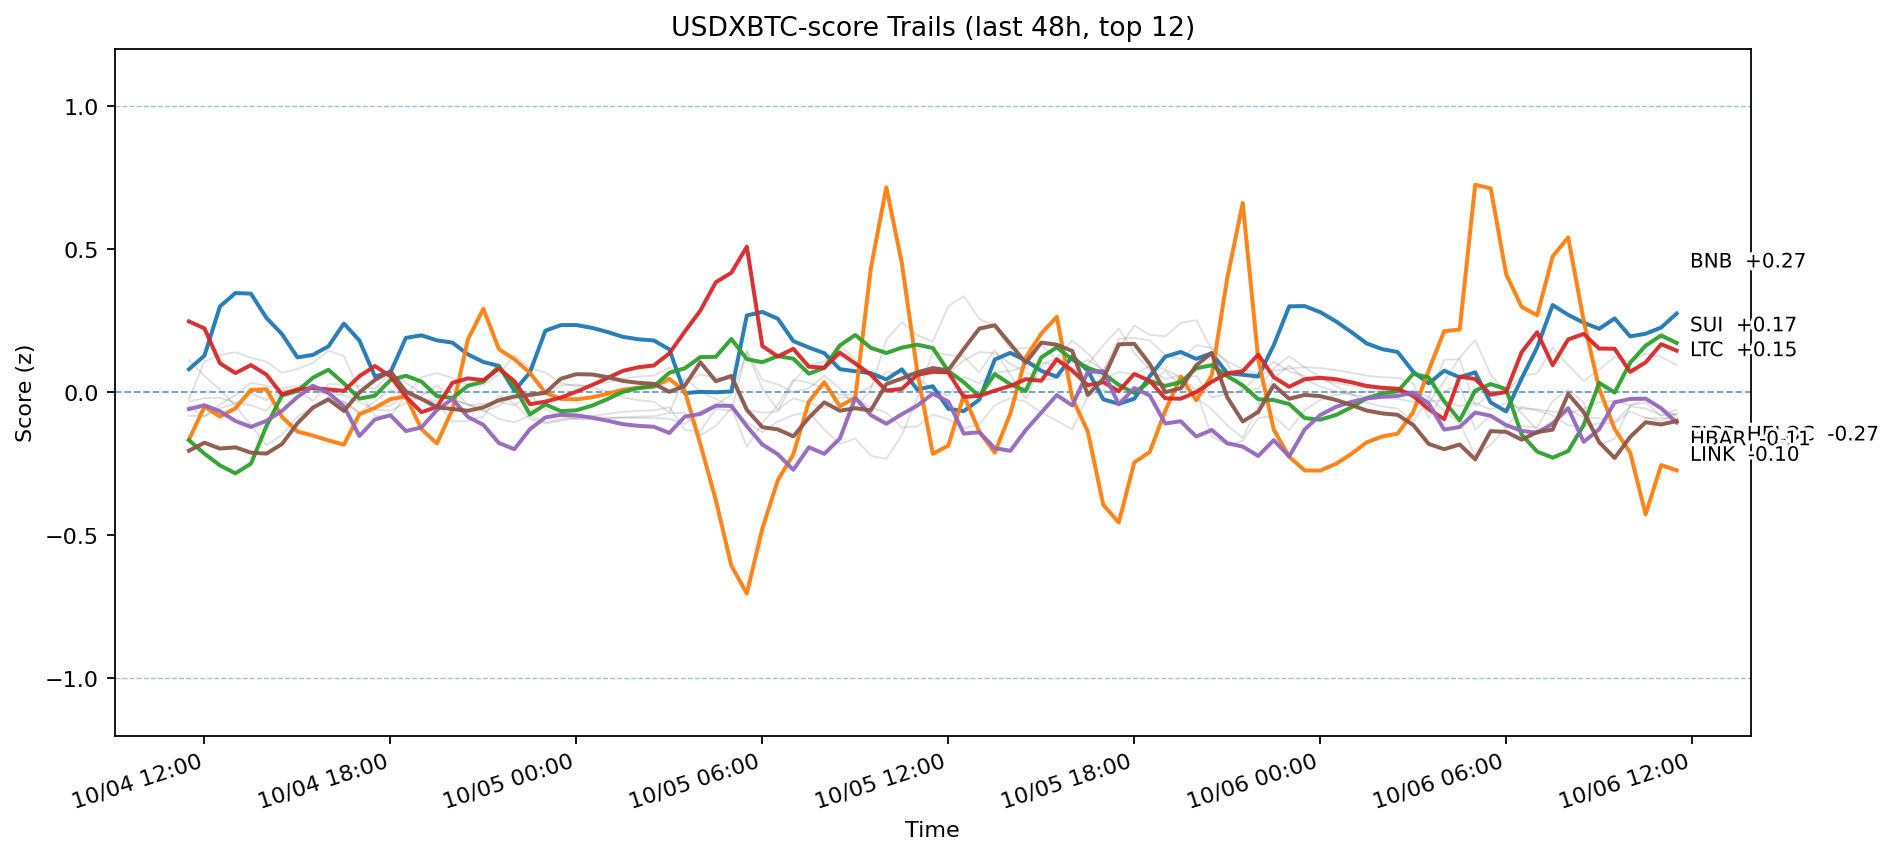 USDXBTC-score Trails (last 48h, top 12)
Score (z)
1.0
0.5
0.0
−0.5
−1.0
BNB +0.27
SUI +0.17
LTC +0.15
-0.27
HBAR -0.11
LINK -0.10
10/04 12:00
10/04 18:00
10/05 00:00
10/05 06:00
10/05 12:00
10/05 18:00
10/06 00:00
10/06 06:00
10/06 12:00
Time